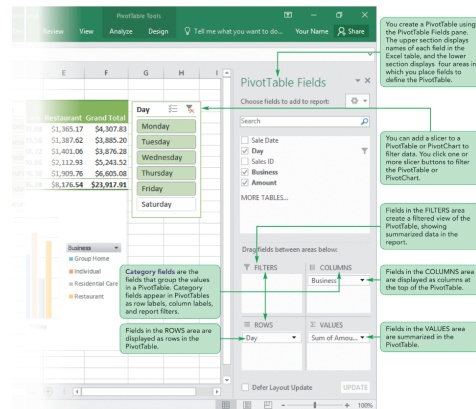 PivotTable Tools
Review View Analyze Design Tell me what you want to do... Your Name Share
E F G H I
Restaurant Grand Total
$1,365.17 $4,307.83
$1,387.62 $3,885.20
$1,401.06 $3,876.28
$2,112.93 $5,243.52
$1,909.76 $6,605.08
$8,176.54 $23,917.91
Day
Monday
Tuesday
Wednesday
Thursday
Friday
Saturday
Business
Group Home
Individual
Residential Care
Restaurant
Category fields are the
fields that group the values
in a PivotTable. Category
fields appear in PivotTables
as row labels, column labels,
and report filters.
Fields in the ROWS area are
displayed as rows in the
PivotTable.
PivotTable Fields
Choose fields to add to report:
Search
Sale Date
Day
Sales ID
Business
Amount
MORE TABLES...
Drag fields between areas below:
FILTERS
COLUMNS
Business
ROWS
Day
Σ VALUES
Sum of Amou...
Defer Layout Update UPDATE
100%
You create a PivotTable using
the PivotTable Fields pane.
The upper section displays
names of each field in the
Excel table, and the lower
section displays four areas in
which you place fields to
define the PivotTable.
You can add a slicer to a
PivotTable or PivotChart to
filter data. You click one or
more slicer buttons to filter
the PivotTable or
PivotChart.
Fields in the FILTERS area
create a filtered view of the
PivotTable, showing
summarized data in the
report.
Fields in the COLUMNS area
are displayed as columns at
the top of the PivotTable.
Fields in the VALUES area
are summarized in the
PivotTable.